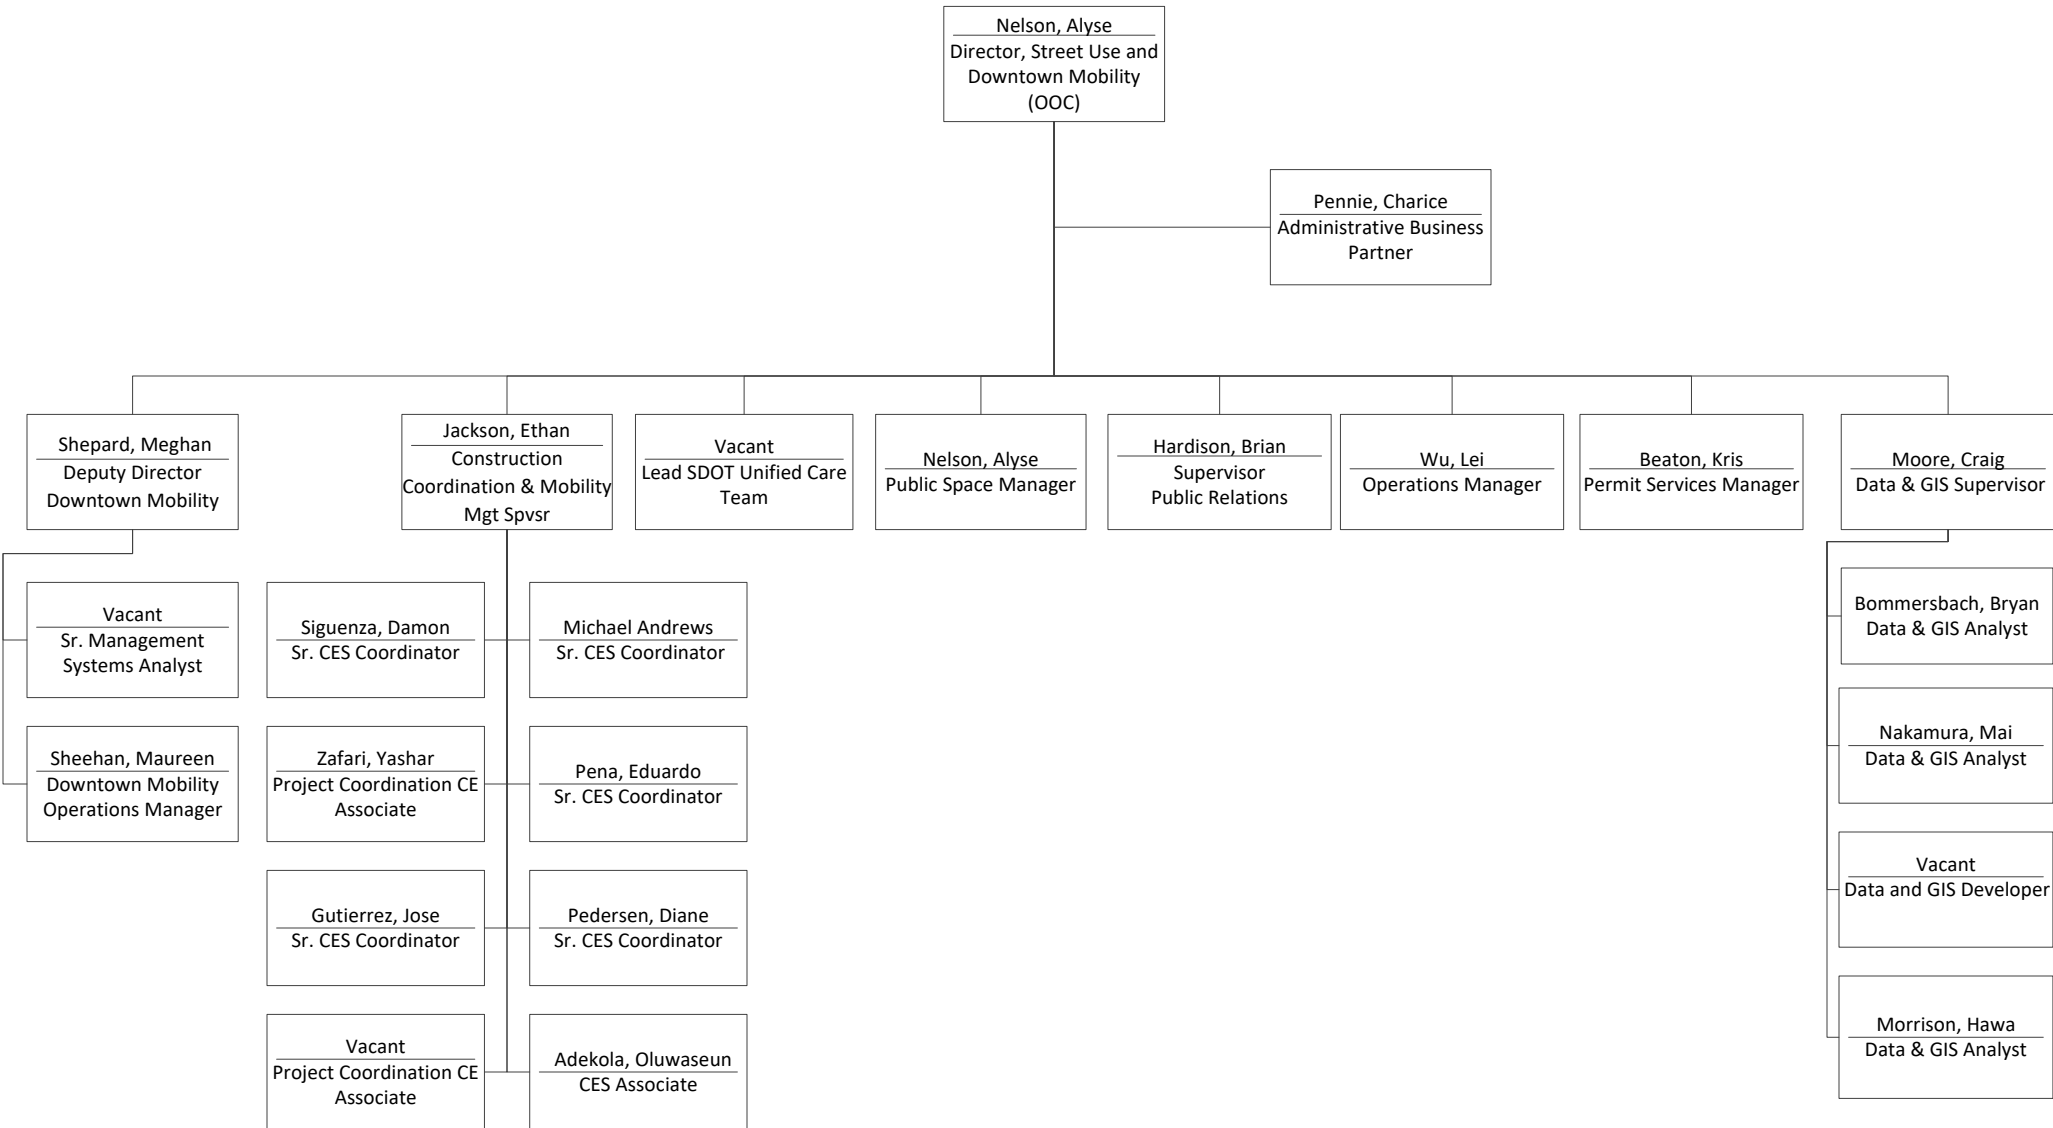 Nelson, Alyse
Director, Street Use and
Downtown Mobility
(OOC)
Pennie, Charice
Administrative Business
Partner
Shepard, Meghan
Deputy Director
Downtown Mobility
Jackson, Ethan
Construction
Coordination & Mobility
Mgt Spvsr
Vacant
Lead SDOT Unified Care
Team
Nelson, Alyse
Public Space Manager
Hardison, Brian
Supervisor
Public Relations
Wu, Lei
Operations Manager
Beaton, Kris
Permit Services Manager
Moore, Craig
Data & GIS Supervisor
Vacant
Sr. Management
Systems Analyst
Sheehan, Maureen
Downtown Mobility
Operations Manager
Siguenza, Damon
Sr. CES Coordinator
Michael Andrews
Sr. CES Coordinator
Zafari, Yashar
Project Coordination CE
Associate
Pena, Eduardo
Sr. CES Coordinator
Gutierrez, Jose
Sr. CES Coordinator
Pedersen, Diane
Sr. CES Coordinator
Vacant
Project Coordination CE
Associate
Adekola, Oluwaseun
CES Associate
Bommersbach, Bryan
Data & GIS Analyst
Nakamura, Mai
Data & GIS Analyst
Vacant
Data and GIS Developer
Morrison, Hawa
Data & GIS Analyst